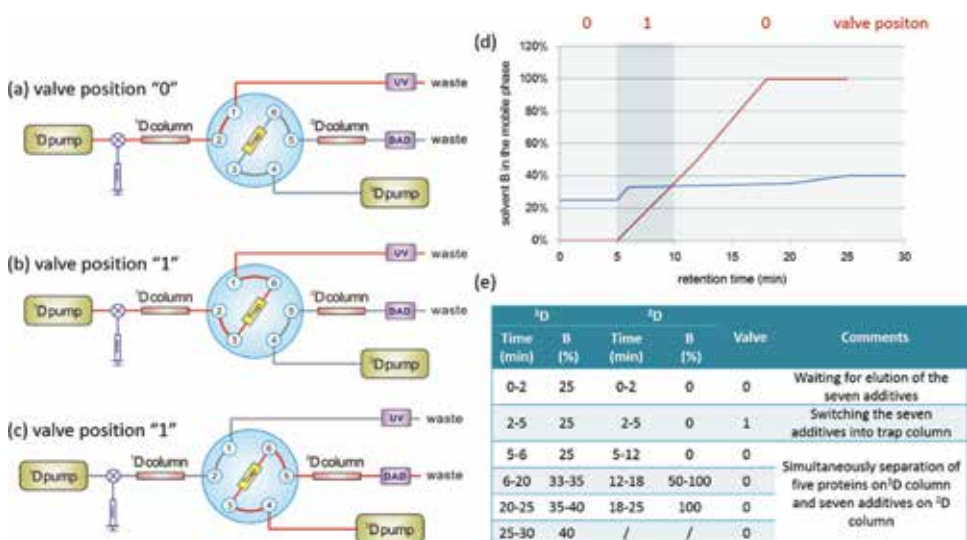 (a) valve position "0"
¹D pump
¹D column
1
2
3
4
5
6
UV
waste
²D column
DAD
waste
²D pump
(b) valve position "1"
¹D pump
¹D column
1
2
3
4
5
6
UV
waste
²D column
DAD
waste
²D pump
(c) valve position "1"
¹D pump
¹D column
1
2
3
4
5
6
UV
waste
²D column
DAD
waste
²D pump
(d)
0 1 0 valve positon
solvent B in the mobile phase
120%
100%
80%
60%
40%
20%
0%
0 5 10 15 20 25 30
retention time (min)
(e)
¹D ²D Valve Comments
Time (min) B (%) Time (min) B (%)
0-2 25 0-2 0 0 Waiting for elution of the
seven additives
2-5 25 2-5 0 1 Switching the seven
additives into trap column
5-6 25 5-12 0 0
6-20 33-35 12-18 50-100 0
20-25 35-40 18-25 100 0
25-30 40 / / 0
Simultaneously separation of
five proteins on ¹D column
and seven additives on ²D
column